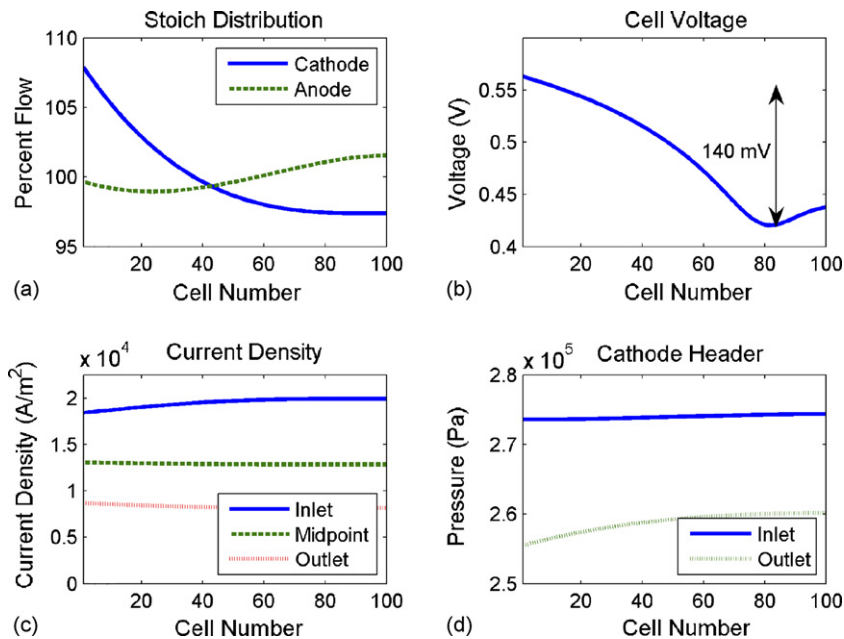 Stoich Distribution
110
105
100
95
Percent Flow
Cathode
Anode
20 40 60 80 100
Cell Number
(a)
Cell Voltage
0.55
0.5
0.45
0.4
Voltage (V)
140 mV
20 40 60 80 100
Cell Number
(b)
x 10^4
Current Density
2
1.5
1
0.5
0
Current Density (A/m²)
Inlet
Midpoint
Outlet
20 40 60 80 100
Cell Number
(c)
x 10^5
Cathode Header
2.8
2.7
2.6
2.5
Pressure (Pa)
Inlet
Outlet
20 40 60 80 100
Cell Number
(d)